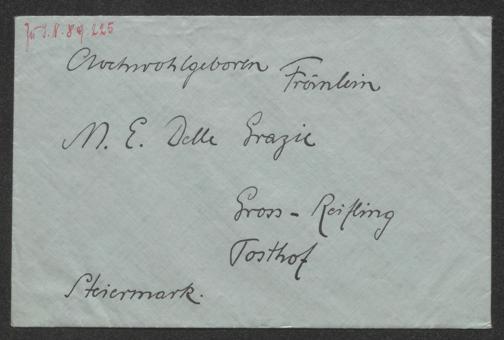 Hochwohlgeboren
Fräulein
M. E. Delle Grazie
Gross - Reifling
Posthof
Steiermark.